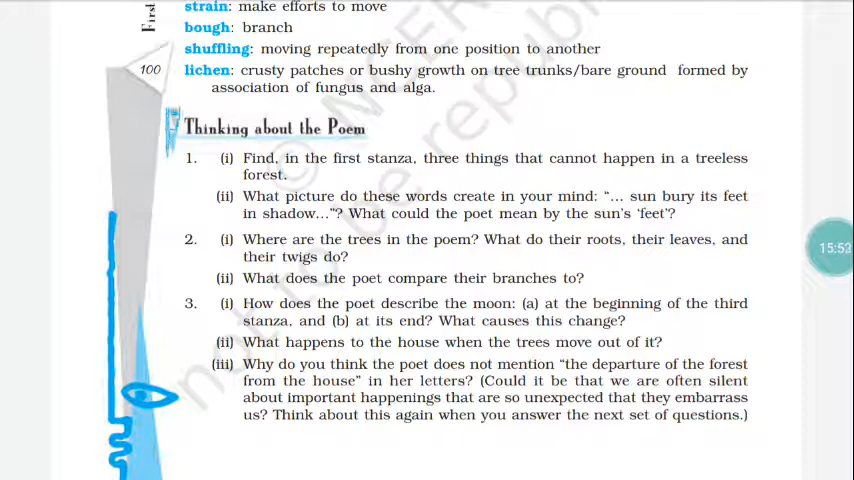 First
strain: make efforts to move
bough: branch
shuffling: moving repeatedly from one position to another
100
lichen: crusty patches or bushy growth on tree trunks/bare ground formed by
association of fungus and alga.
Thinking about the Poem
1. (i) Find, in the first stanza, three things that cannot happen in a treeless
forest.
(ii) What picture do these words create in your mind: “... sun bury its feet
in shadow...”? What could the poet mean by the sun’s ‘feet’?
2. (i) Where are the trees in the poem? What do their roots, their leaves, and
their twigs do?
(ii) What does the poet compare their branches to?
3. (i) How does the poet describe the moon: (a) at the beginning of the third
stanza, and (b) at its end? What causes this change?
(ii) What happens to the house when the trees move out of it?
(iii) Why do you think the poet does not mention “the departure of the forest
from the house” in her letters? (Could it be that we are often silent
about important happenings that are so unexpected that they embarrass
us? Think about this again when you answer the next set of questions.)
© NCER
not to be republi
15:52